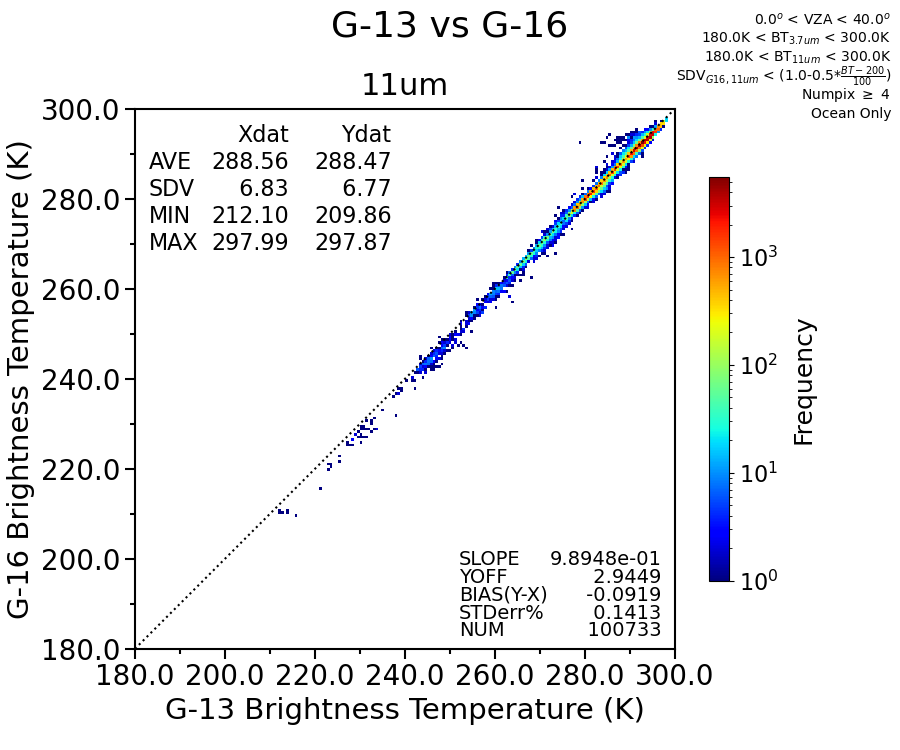 G-13 vs G-16
0.0° < VZA < 40.0°
180.0K < BT3.7um < 300.0K
180.0K < BT11um < 300.0K
SDVG16,11um < (1.0-0.5*(BT-200)/100)
Numpix ≥ 4
Ocean Only
11um
Xdat Ydat
AVE 288.56 288.47
SDV 6.83 6.77
MIN 212.10 209.86
MAX 297.99 297.87
SLOPE 9.8948e-01
YOFF 2.9449
BIAS(Y-X) -0.0919
STDerr% 0.1413
NUM 100733
300.0
280.0
260.0
240.0
220.0
200.0
180.0
G-16 Brightness Temperature (K)
180.0 200.0 220.0 240.0 260.0 280.0 300.0
G-13 Brightness Temperature (K)
10³
10²
10¹
10⁰
Frequency